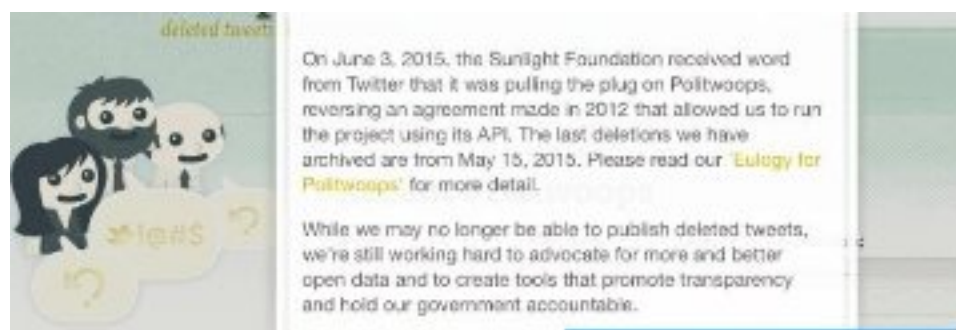 deleted tweets
On June 3, 2015, the Sunlight Foundation received word
from Twitter that it was pulling the plug on Politwoops,
reversing an agreement made in 2012 that allowed us to run
the project using its API. The last deletions we have
archived are from May 15, 2015. Please read our 'Eulogy for
Politwoops' for more detail.
While we may no longer be able to publish deleted tweets,
we're still working hard to advocate for more and better
open data and to create tools that promote transparency
and hold our government accountable.
!@#$